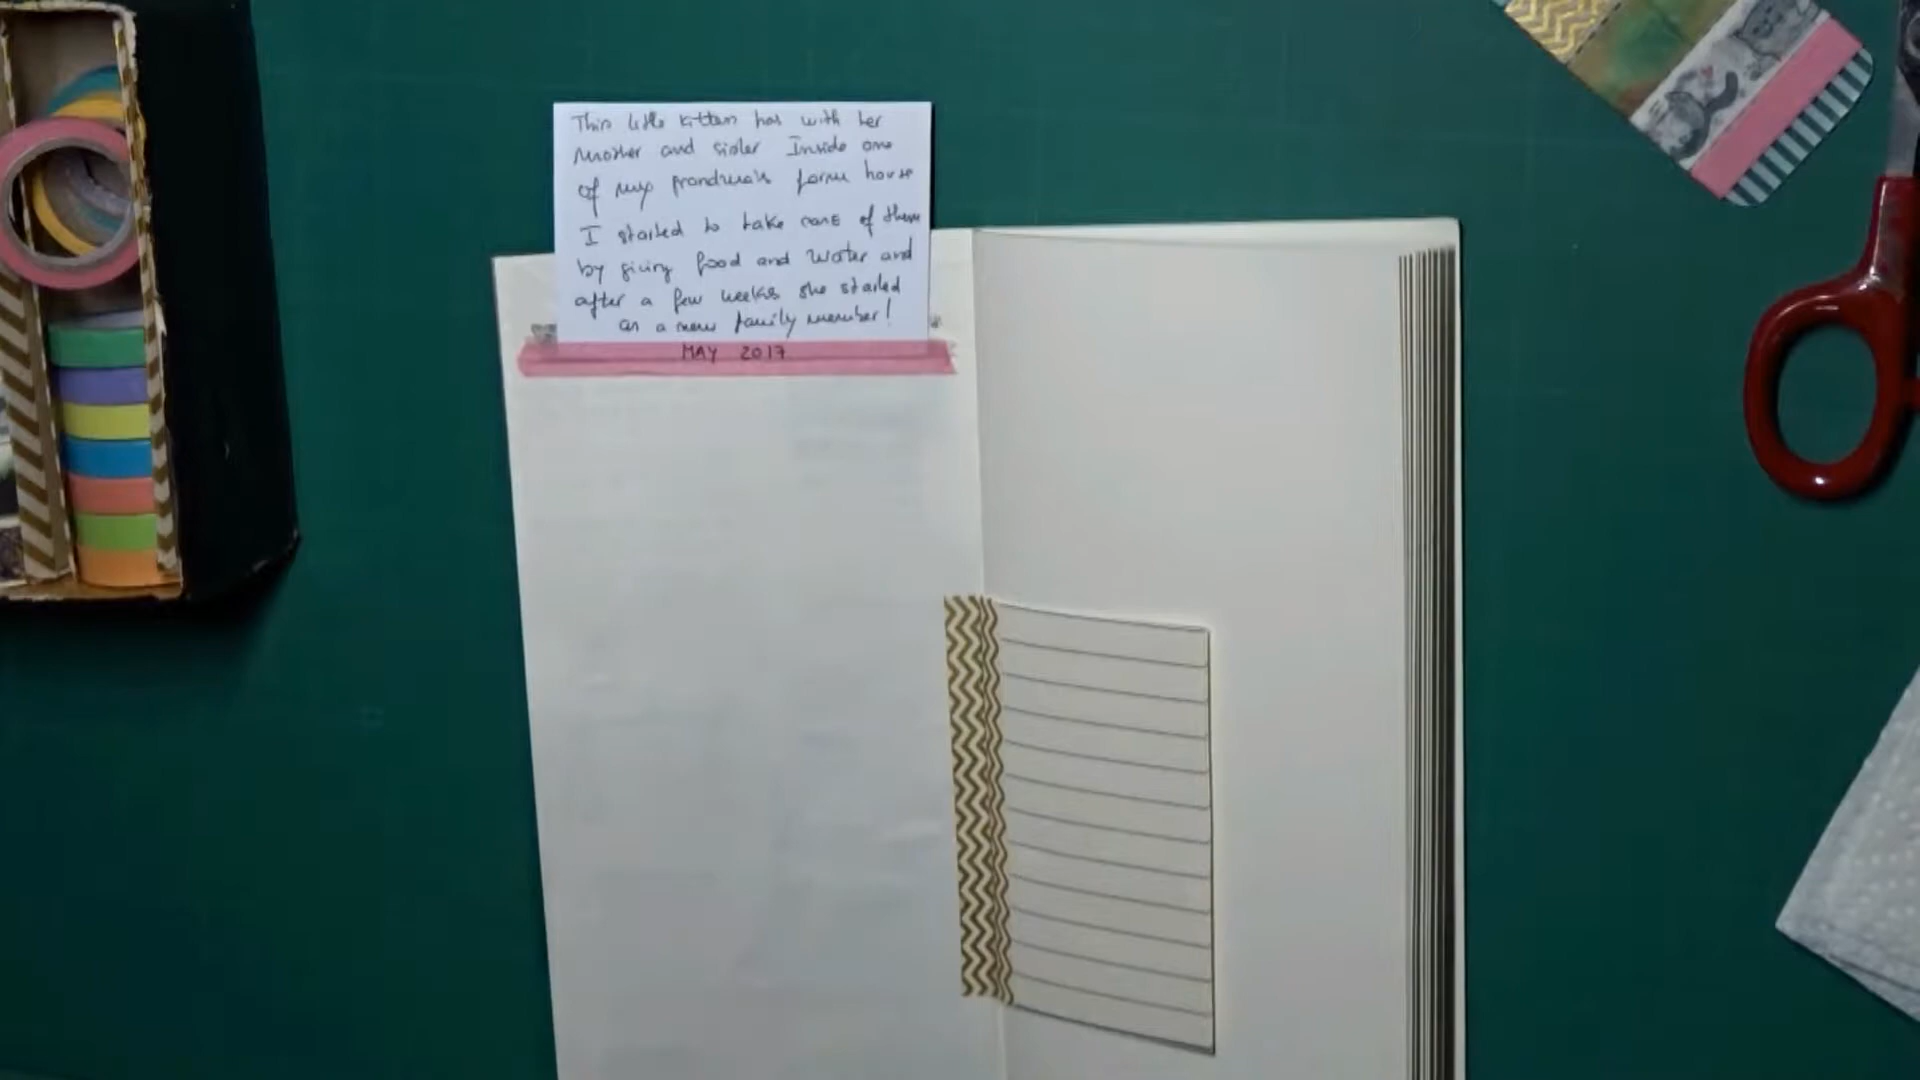 This little kitten has with her
mother and sister Inside one
of my grandma's farm house
I started to take care of them
by giving food and water and
after a few weeks she started
as a new family member!
MAY 2017